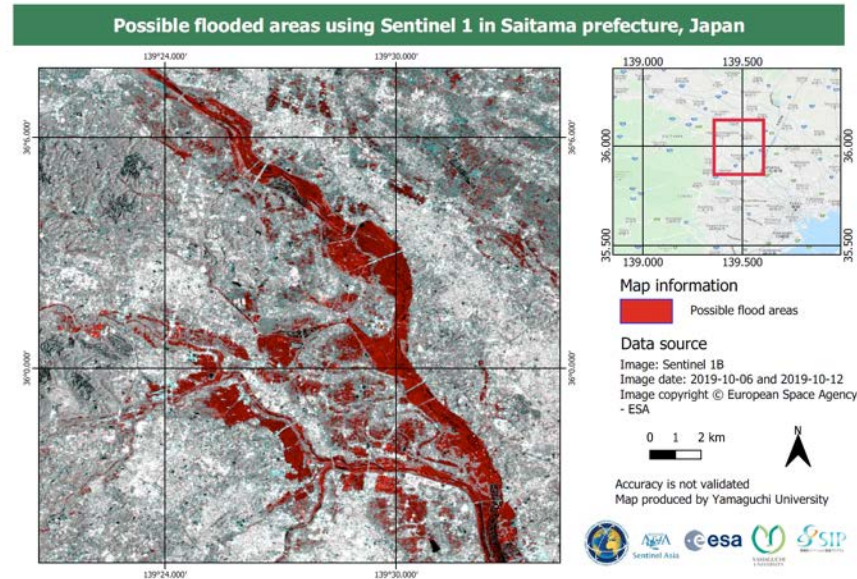 Possible flooded areas using Sentinel 1 in Saitama prefecture, Japan
139°24.000' 139°30.000'
36°6.000' 36°6.000'
36°0.000' 36°0.000'
139°24.000' 139°30.000'
139.000 139.500
36.000 36.000
35.500 35.500
139.000 139.500
Map information
Possible flood areas
Data source
Image: Sentinel 1B
Image date: 2019-10-06 and 2019-10-12
Image copyright © European Space Agency
- ESA
0 1 2 km
N
Accuracy is not validated
Map produced by Yamaguchi University
Sentinel Asia
esa
YAMAGUCHI
UNIVERSITY
SIP